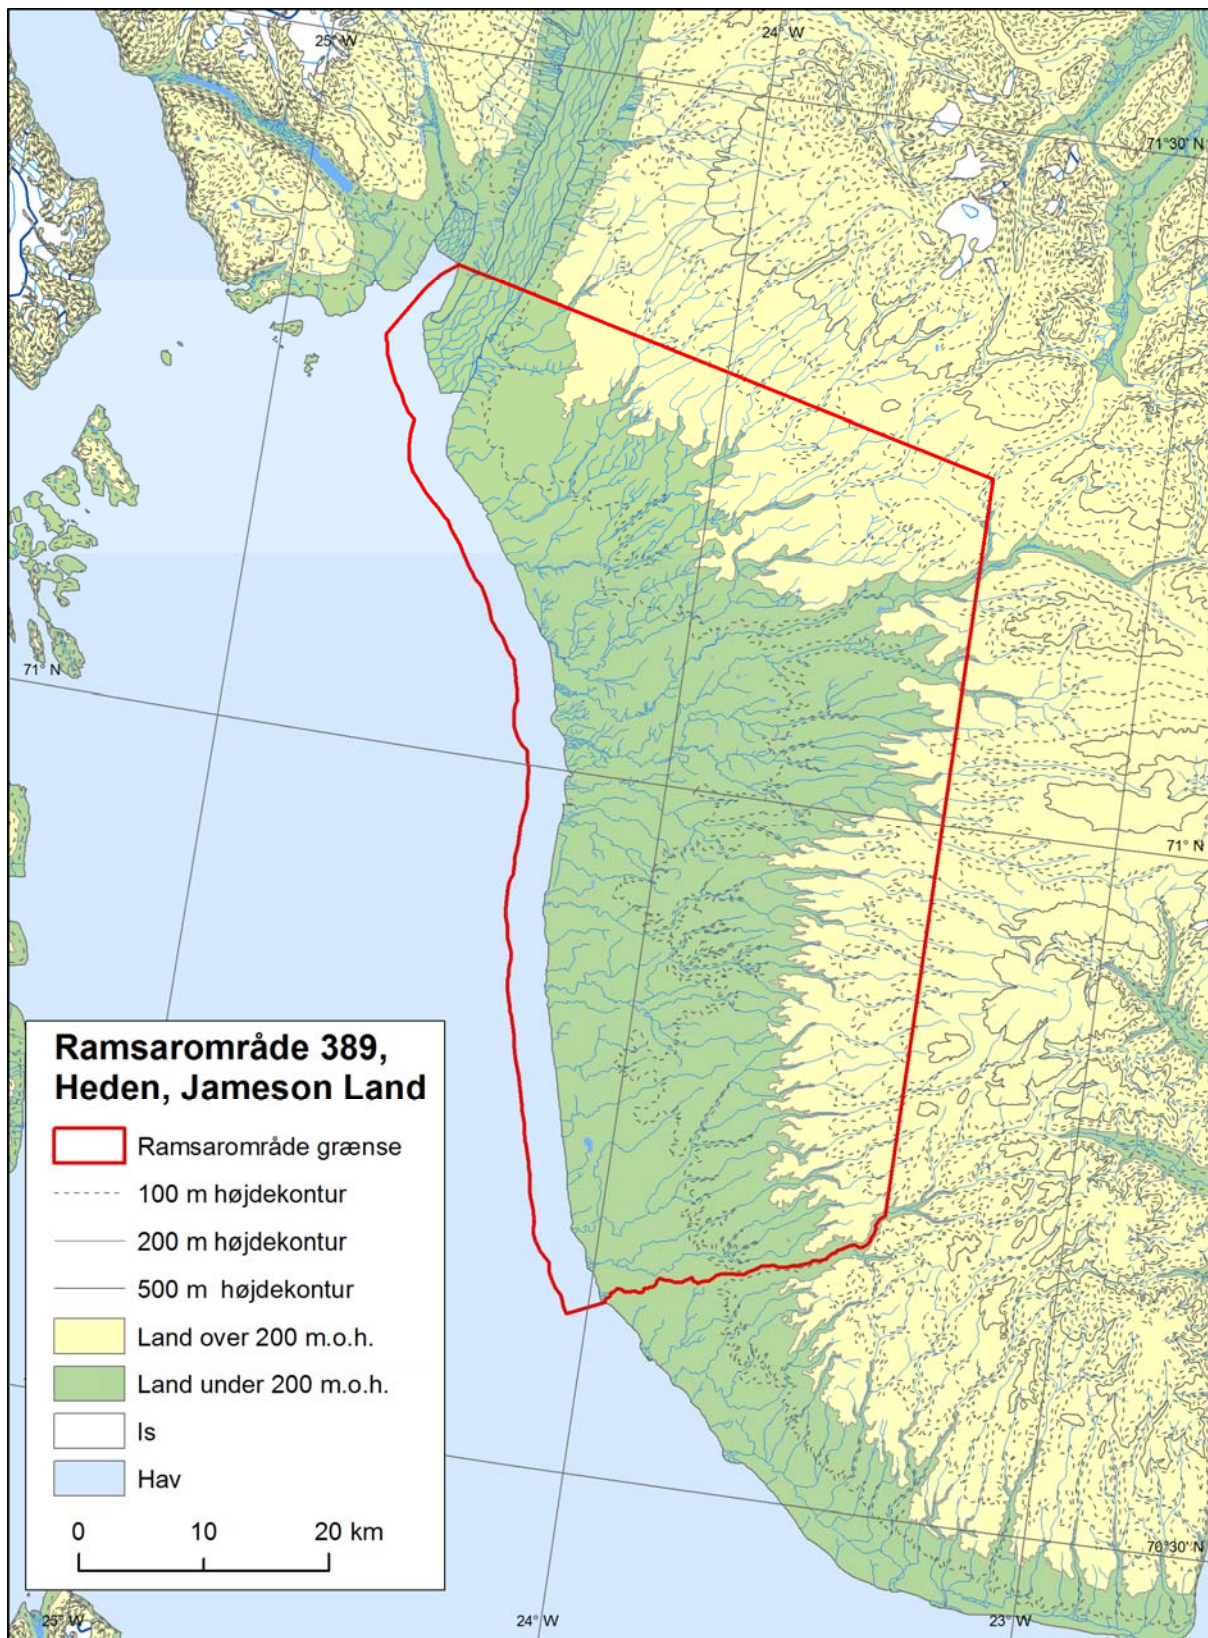 25° W
24° W
71°30' N
71° N
71° N
Ramsarområde 389,
Heden, Jameson Land
Ramsarområde grænse
100 m højdekontur
200 m højdekontur
500 m højdekontur
Land over 200 m.o.h.
Land under 200 m.o.h.
Is
Hav
0 10 20 km
70°30' N
25° W
24° W
23° W